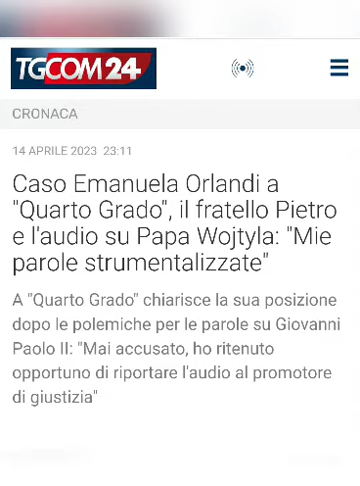 TGCOM24
CRONACA
14 APRILE 2023 23:11
Caso Emanuela Orlandi a
"Quarto Grado", il fratello Pietro
e l'audio su Papa Wojtyla: "Mie
parole strumentalizzate"
A "Quarto Grado" chiarisce la sua posizione
dopo le polemiche per le parole su Giovanni
Paolo II: "Mai accusato, ho ritenuto
opportuno di riportare l'audio al promotore
di giustizia"